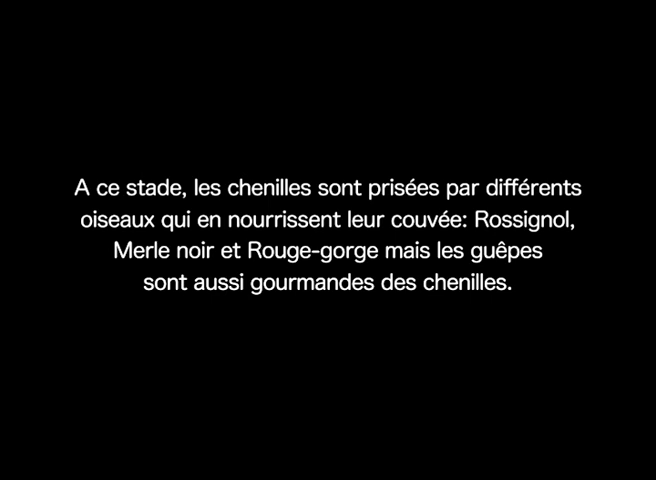 A ce stade, les chenilles sont prisées par différents
oiseaux qui en nourrissent leur couvée: Rossignol,
Merle noir et Rouge-gorge mais les guêpes
sont aussi gourmandes des chenilles.